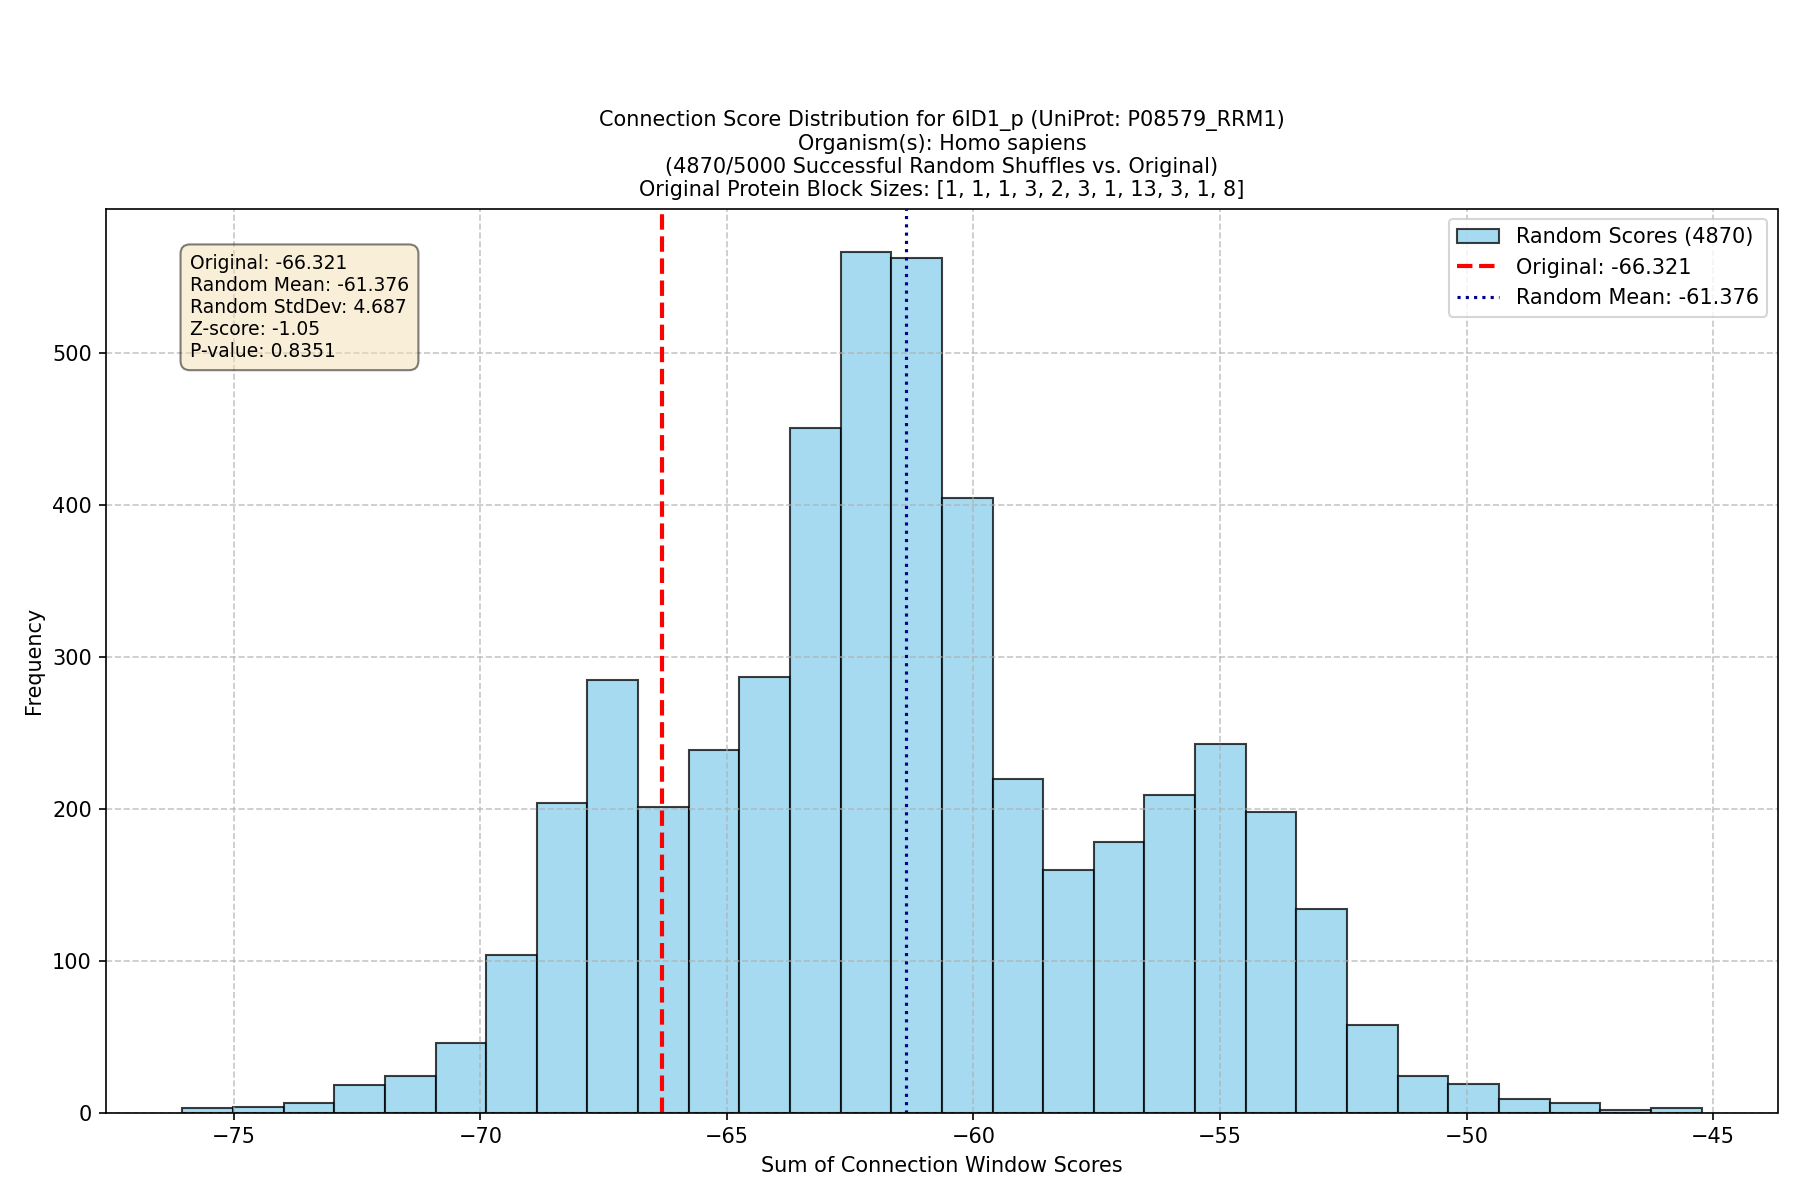 Connection Score Distribution for 6ID1_p (UniProt: P08579_RRM1)
Organism(s): Homo sapiens
(4870/5000 Successful Random Shuffles vs. Original)
Original Protein Block Sizes: [1, 1, 1, 3, 2, 3, 1, 13, 3, 1, 8]
Original: -66.321
Random Mean: -61.376
Random StdDev: 4.687
Z-score: -1.05
P-value: 0.8351
Random Scores (4870)
Original: -66.321
Random Mean: -61.376
Frequency
500
400
300
200
100
0
−75
−70
−65
−60
−55
−50
−45
Sum of Connection Window Scores